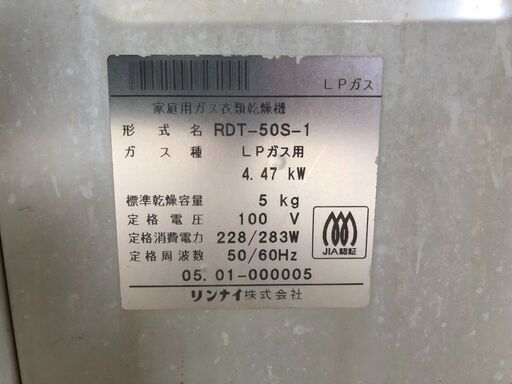 LPガス
家庭用ガス衣類乾燥機
形式名 RDT-50S-1
ガス種 LPガス用
4.47 kW
標準乾燥容量 5 kg
定格電圧 100 V
定格消費電力 228/283W
定格周波数 50/60Hz
JIA認証
05.01-000005
リンナイ株式会社